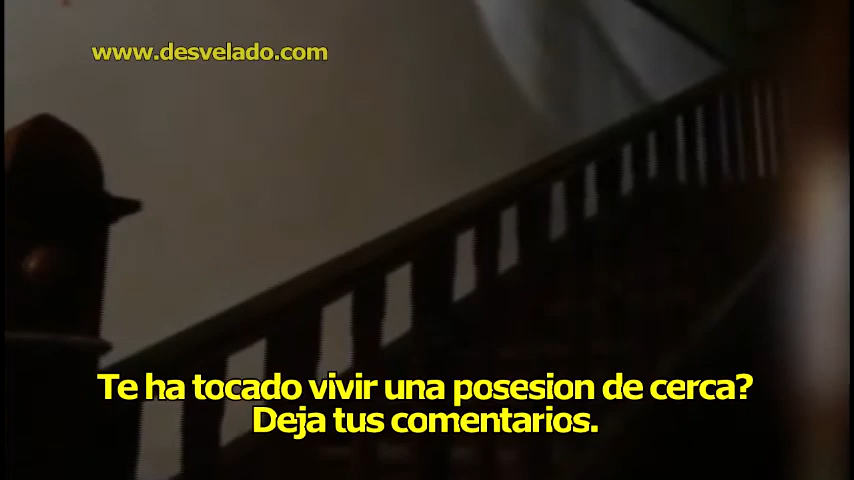 www.desvelado.com
Te ha tocado vivir una posesion de cerca?
Deja tus comentarios.